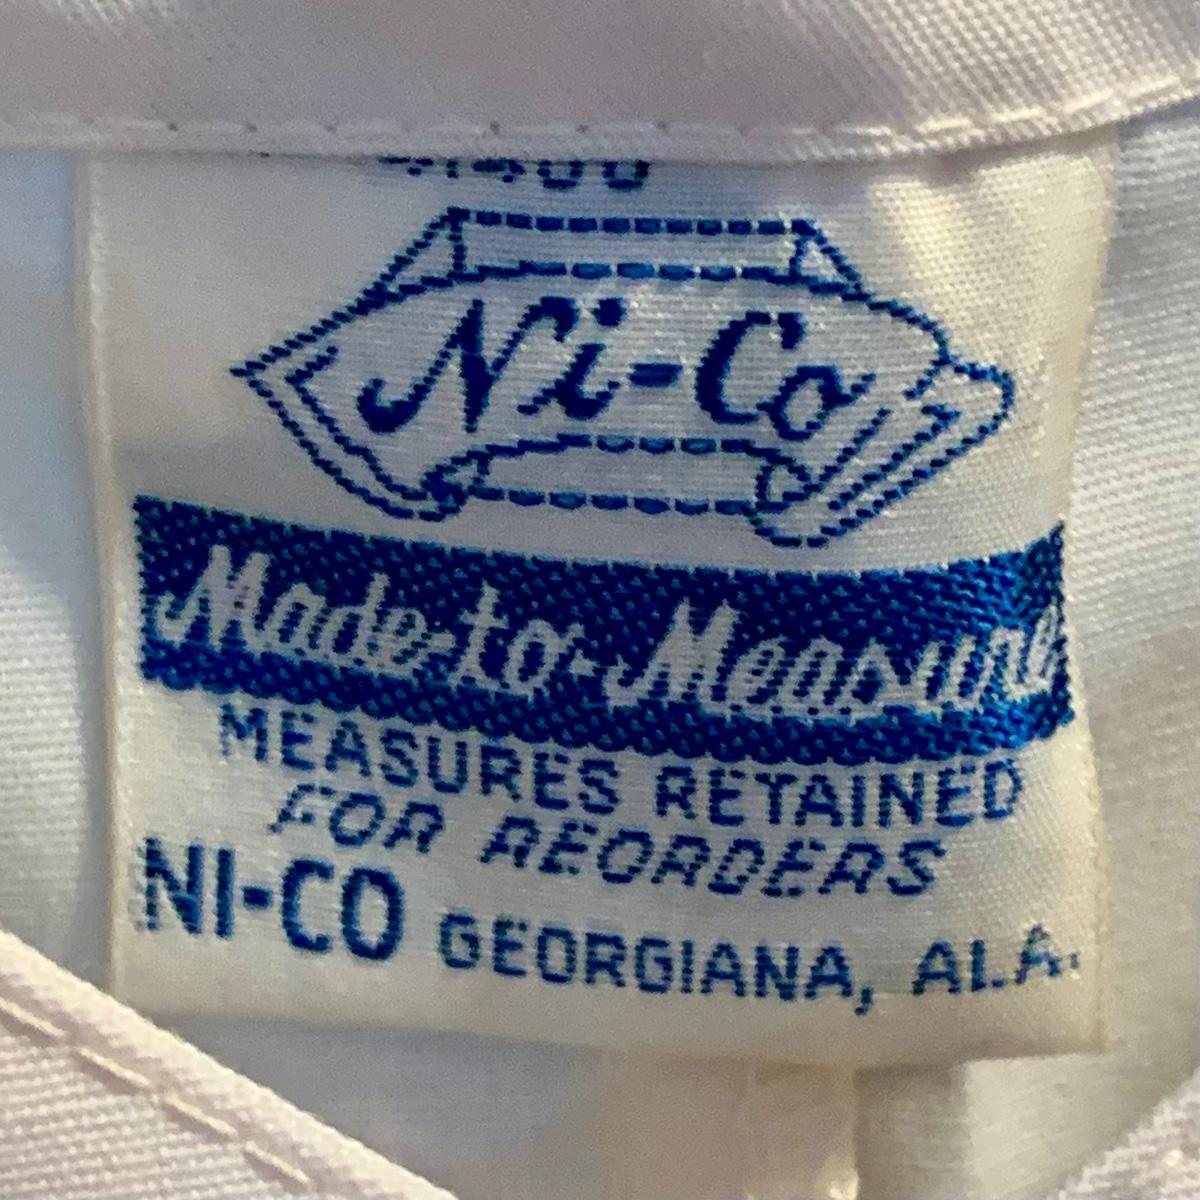 Ni-Co
Made-to-Measure
MEASURES RETAINED
FOR REORDERS
NI-CO GEORGIANA, ALA.